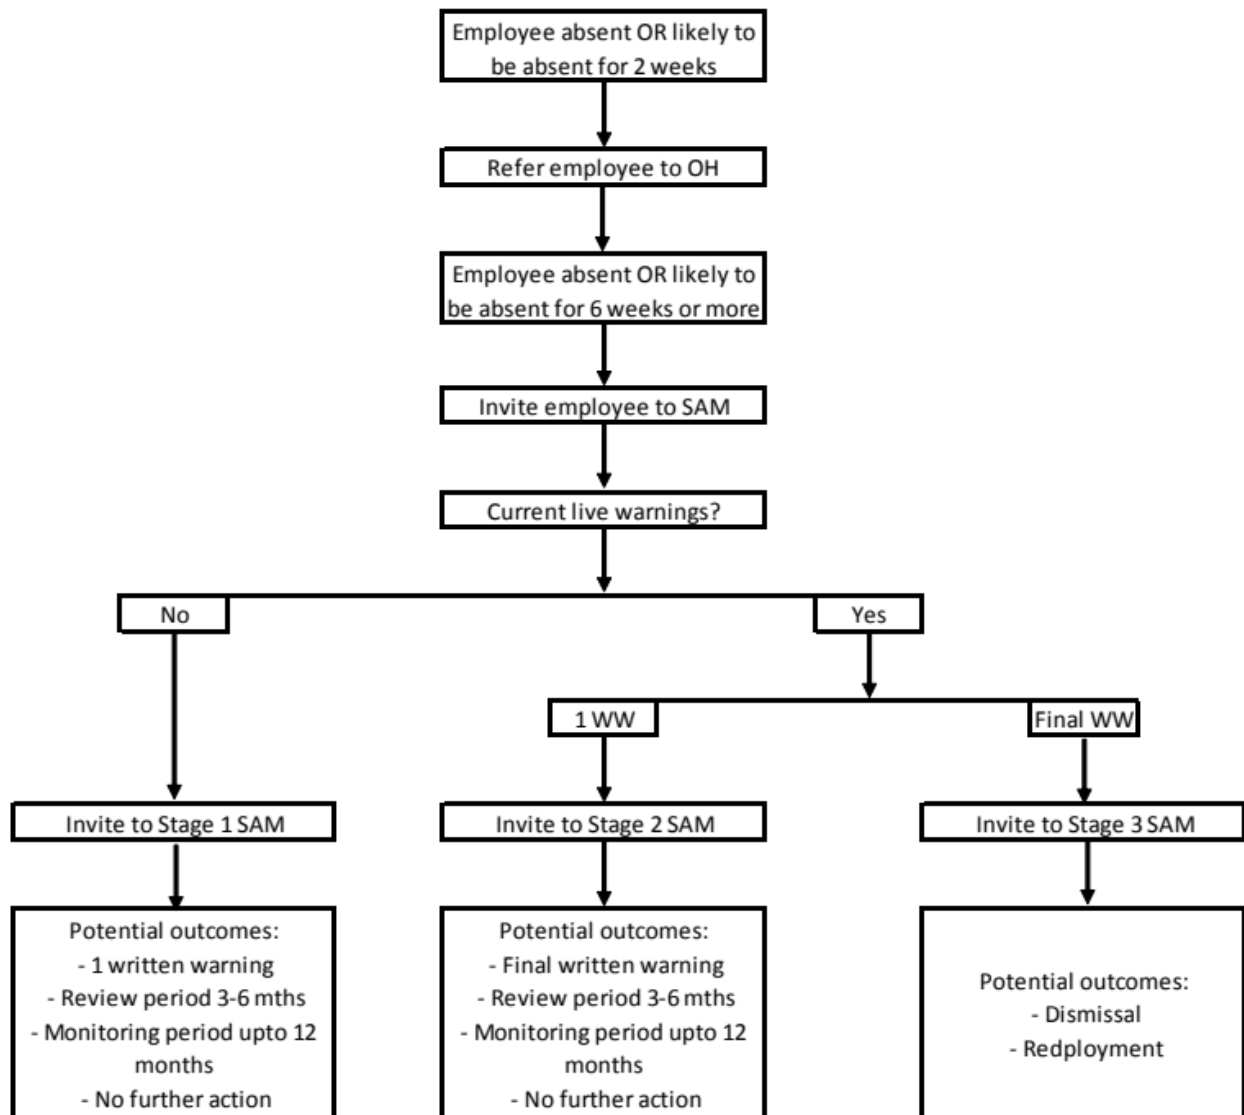 Employee absent OR likely to
be absent for 2 weeks
Refer employee to OH
Employee absent OR likely to
be absent for 6 weeks or more
Invite employee to SAM
Current live warnings?
No
Yes
1 WW
Final WW
Invite to Stage 1 SAM
Invite to Stage 2 SAM
Invite to Stage 3 SAM
Potential outcomes:
- 1 written warning
- Review period 3-6 mths
- Monitoring period upto 12
months
- No further action
Potential outcomes:
- Final written warning
- Review period 3-6 mths
- Monitoring period upto 12
months
- No further action
Potential outcomes:
- Dismissal
- Redployment